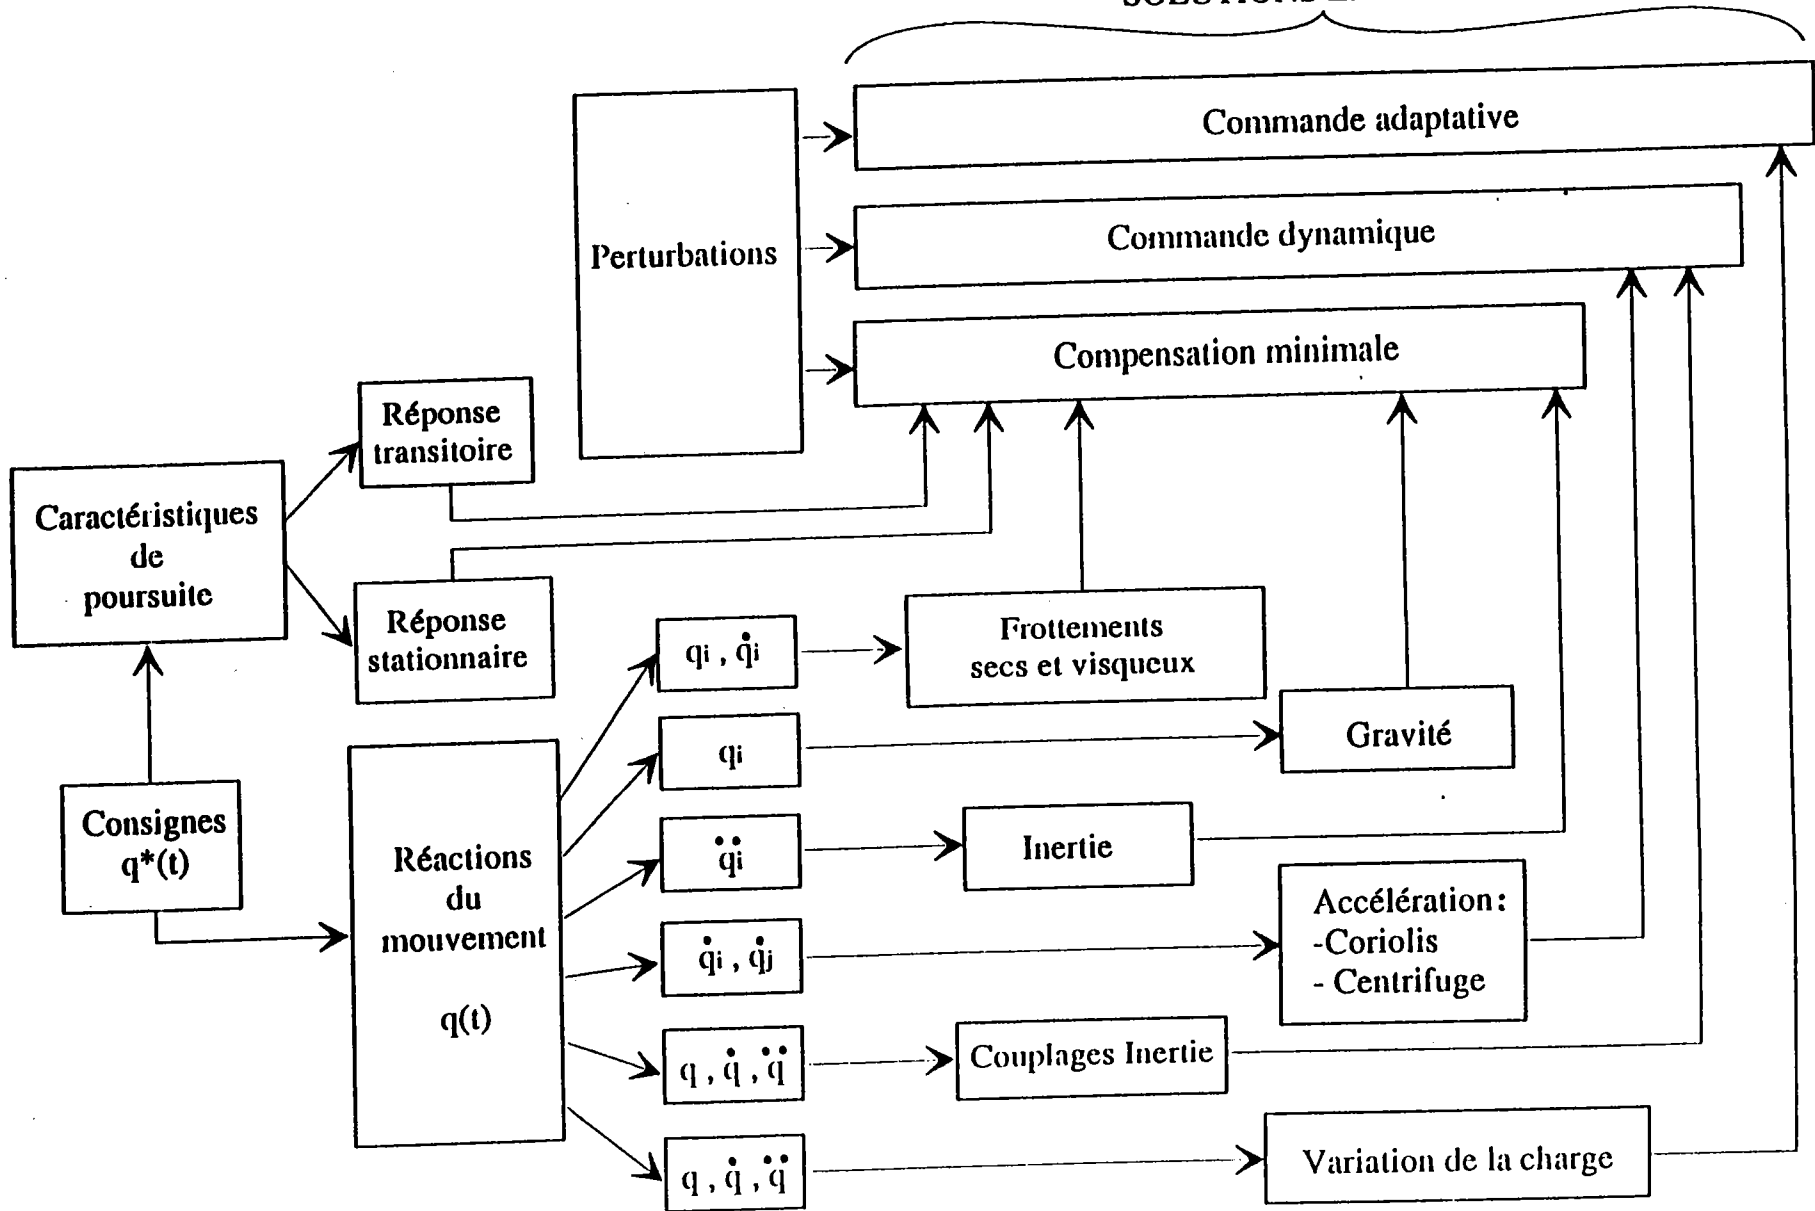 Commande adaptative
Commande dynamique
Perturbations
Compensation minimale
Réponse
transitoire
Caractéristiques
de
poursuite
Réponse
stationnaire
qi , q̇i
Frottements
secs et visqueux
qi
Gravité
Consignes
q*(t)
Réactions
du
mouvement
q(t)
q̈i
Inertie
q̇i , q̇j
Accélération:
-Coriolis
- Centrifuge
q , q̇ , q̈
Couplages Inertie
q , q̇ , q̈
Variation de la charge